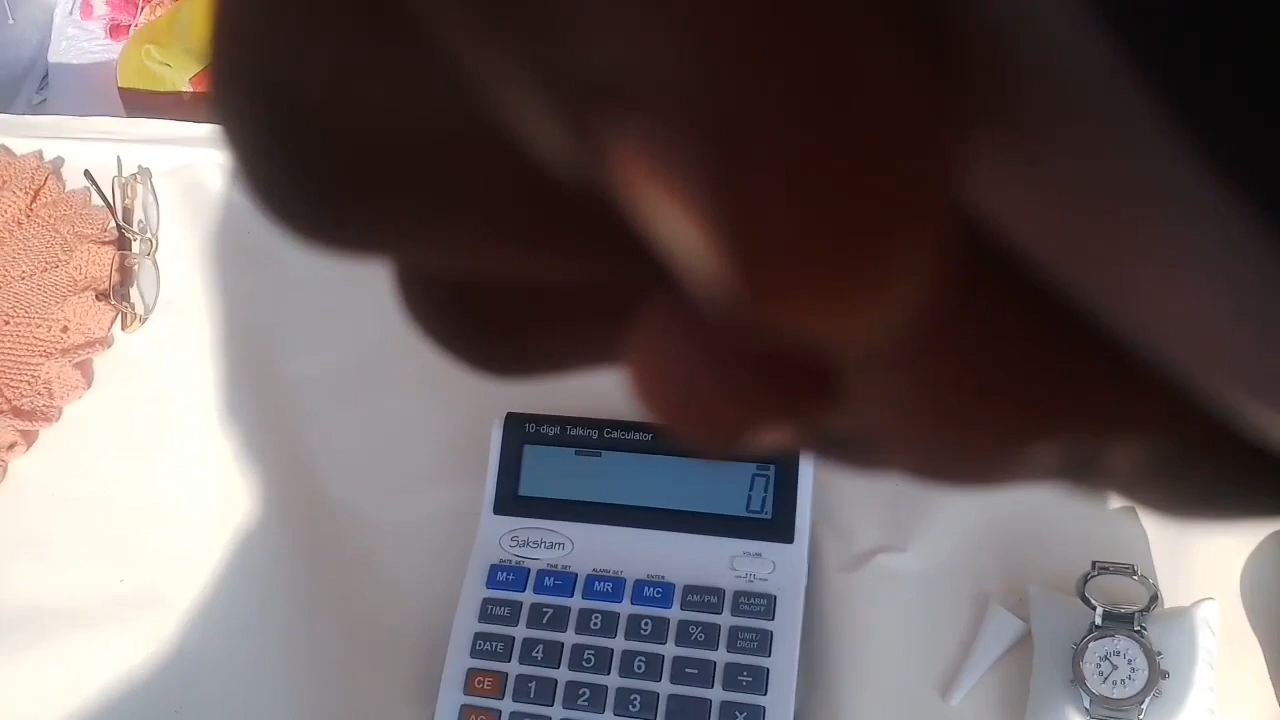 10-digit Talking Calculator
0.
Saksham
VOLUME
DATE SET TIME SET ALARM SET ENTER
M+ M- MR MC AM/PM ALARM ON/OFF
TIME 7 8 9 % UNIT/DIGIT
DATE 4 5 6 − ÷
CE 1 2 3